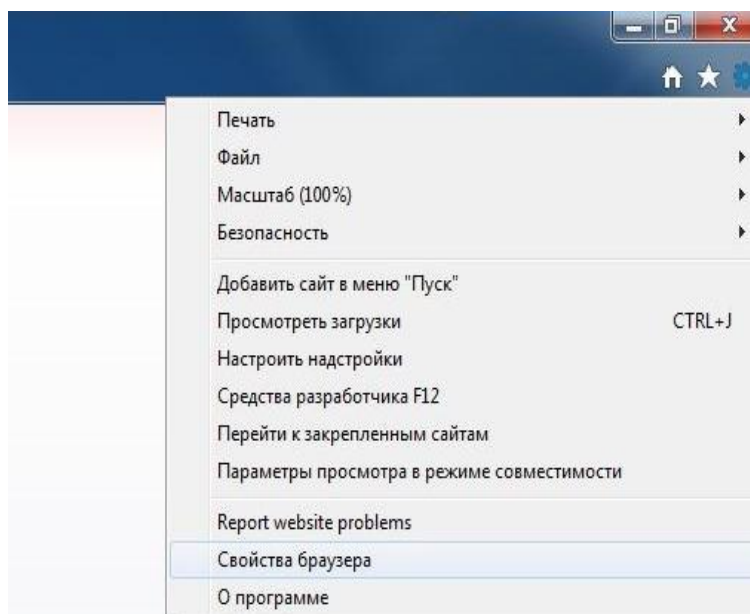 Печать
Файл
Масштаб (100%)
Безопасность
Добавить сайт в меню "Пуск"
Просмотреть загрузки CTRL+J
Настроить надстройки
Средства разработчика F12
Перейти к закрепленным сайтам
Параметры просмотра в режиме совместимости
Report website problems
Свойства браузера
О программе